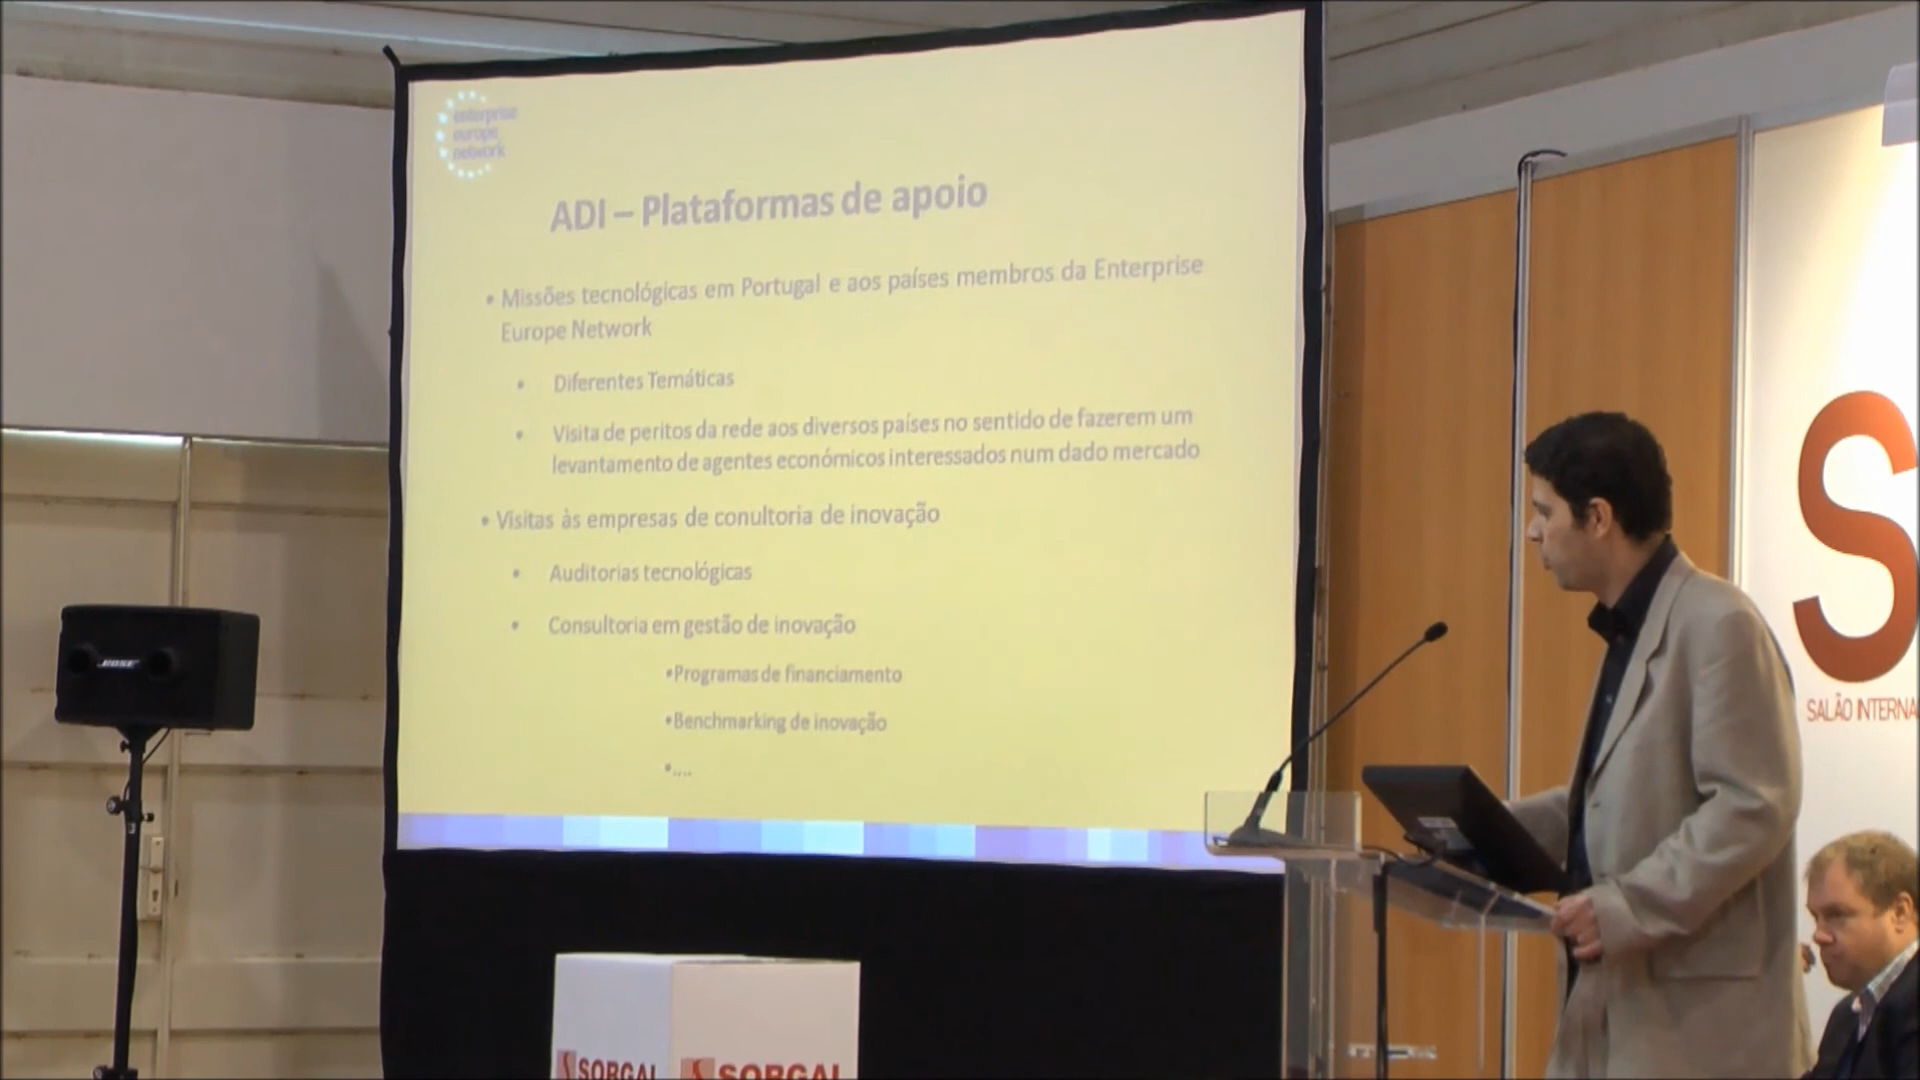 enterprise
europe
network
ADI – Plataformas de apoio
• Missões tecnológicas em Portugal e aos países membros da Enterprise
Europe Network
• Diferentes Temáticas
• Visita de peritos da rede aos diversos países no sentido de fazerem um
levantamento de agentes económicos interessados num dado mercado
• Visitas às empresas de conultoria de inovação
• Auditorias tecnológicas
• Consultoria em gestão de inovação
•Programas de financiamento
•Benchmarking de inovação
•....
BOSE
S
SALÃO INTERNA
SORGAL SORGAL